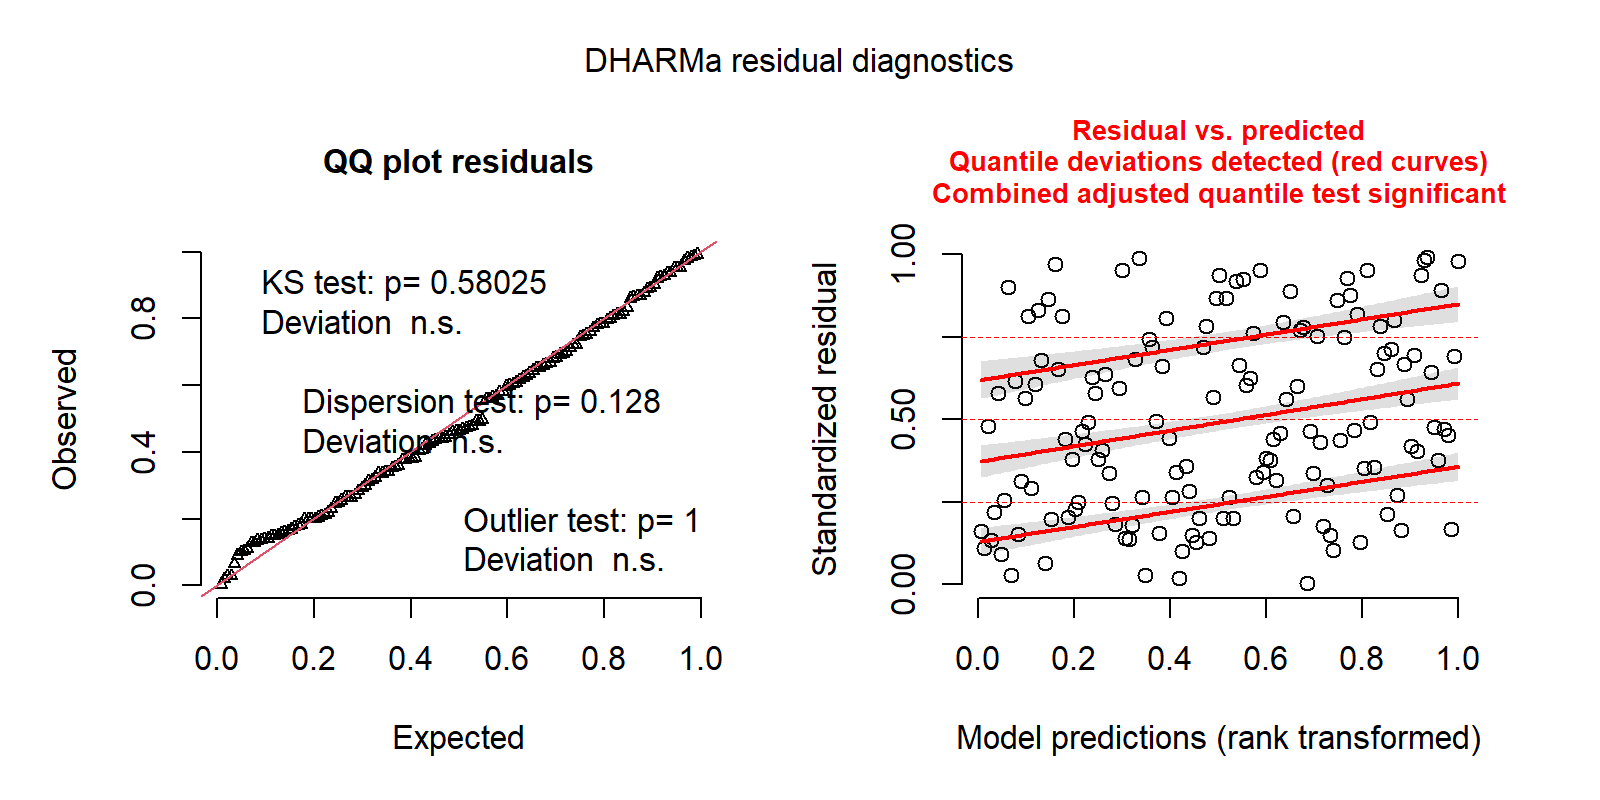 DHARMa residual diagnostics
QQ plot residuals
KS test: p= 0.58025
Deviation n.s.
Dispersion test: p= 0.128
Deviation n.s.
Outlier test: p= 1
Deviation n.s.
Observed
0.0
0.4
0.8
0.0 0.2 0.4 0.6 0.8 1.0
Expected
Residual vs. predicted
Quantile deviations detected (red curves)
Combined adjusted quantile test significant
Standardized residual
0.00
0.50
1.00
0.0 0.2 0.4 0.6 0.8 1.0
Model predictions (rank transformed)